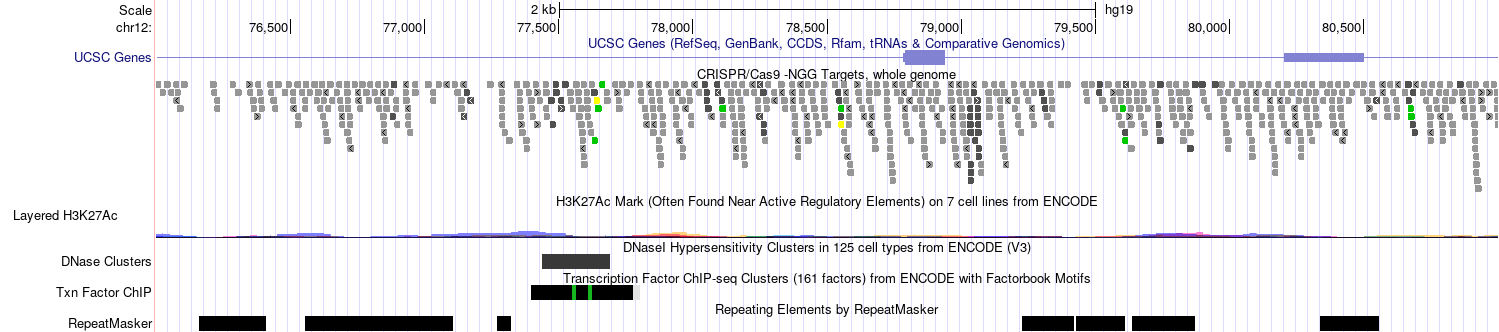 Scale 2 kb hg19
chr12: 76,500 77,000 77,500 78,000 78,500 79,000 79,500 80,000 80,500
UCSC Genes (RefSeq, GenBank, CCDS, Rfam, tRNAs & Comparative Genomics)
UCSC Genes
CRISPR/Cas9 -NGG Targets, whole genome
H3K27Ac Mark (Often Found Near Active Regulatory Elements) on 7 cell lines from ENCODE
Layered H3K27Ac
DNaseI Hypersensitivity Clusters in 125 cell types from ENCODE (V3)
DNase Clusters
Transcription Factor ChIP-seq Clusters (161 factors) from ENCODE with Factorbook Motifs
Txn Factor ChIP
Repeating Elements by RepeatMasker
RepeatMasker